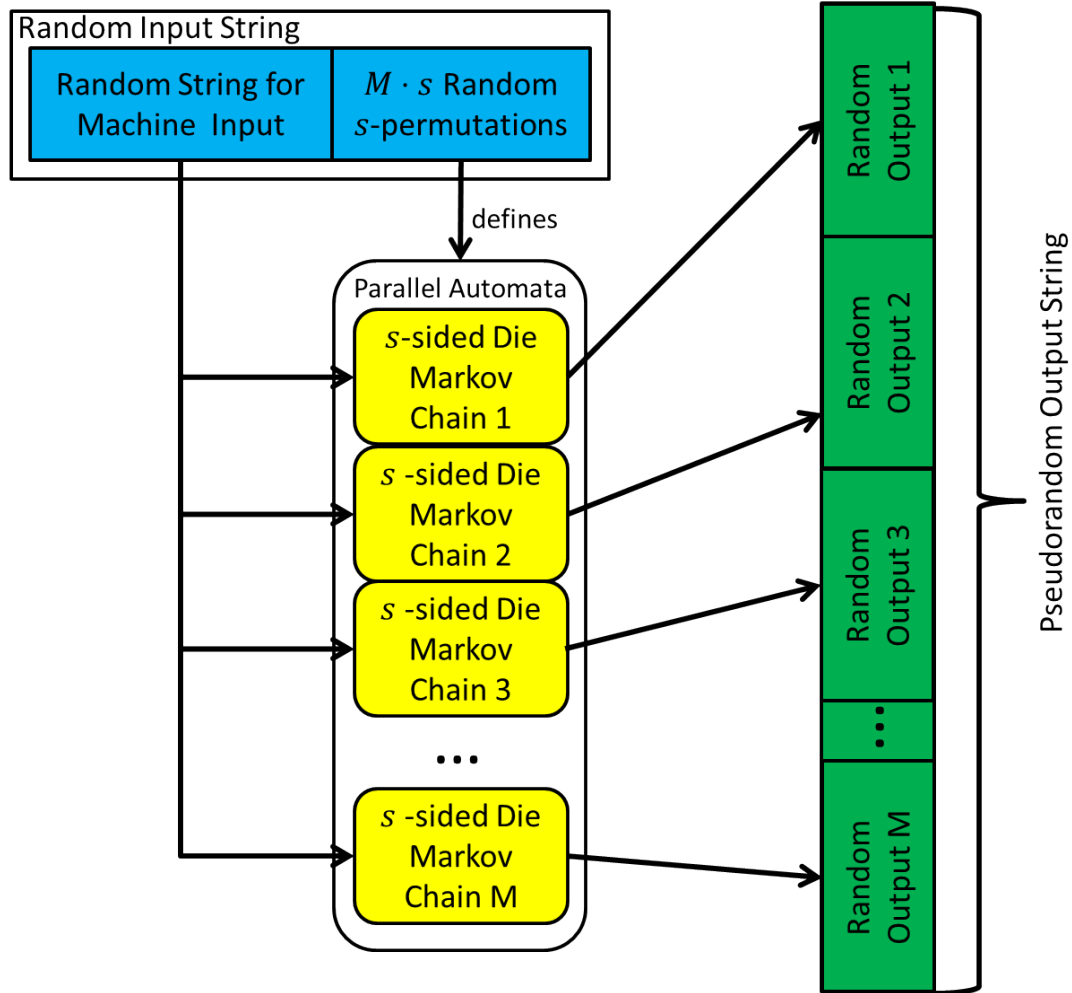 Random Input String
Random String for
Machine Input
M · s Random
s-permutations
defines
Parallel Automata
s-sided Die
Markov
Chain 1
s -sided Die
Markov
Chain 2
s -sided Die
Markov
Chain 3
...
s -sided Die
Markov
Chain M
Random
Output 1
Random
Output 2
Random
Output 3
...
Random
Output M
Pseudorandom Output String